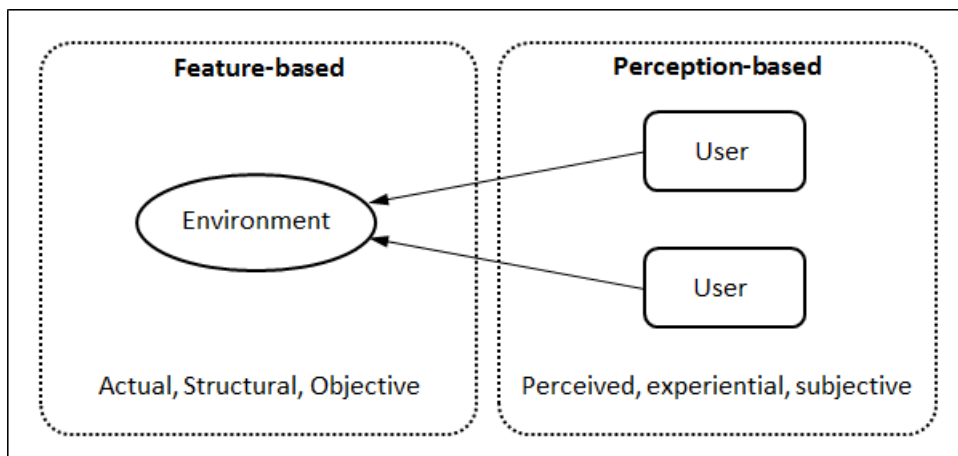 Feature-based
Environment
Actual, Structural, Objective
Perception-based
User
User
Perceived, experiential, subjective